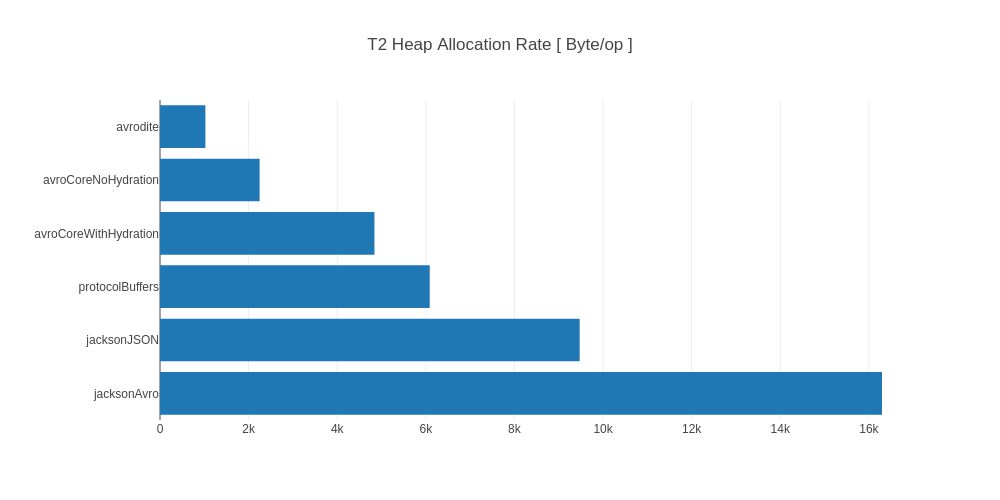 T2 Heap Allocation Rate [ Byte/op ]
avrodite
avroCoreNoHydration
avroCoreWithHydration
protocolBuffers
jacksonJSON
jacksonAvro
0 2k 4k 6k 8k 10k 12k 14k 16k